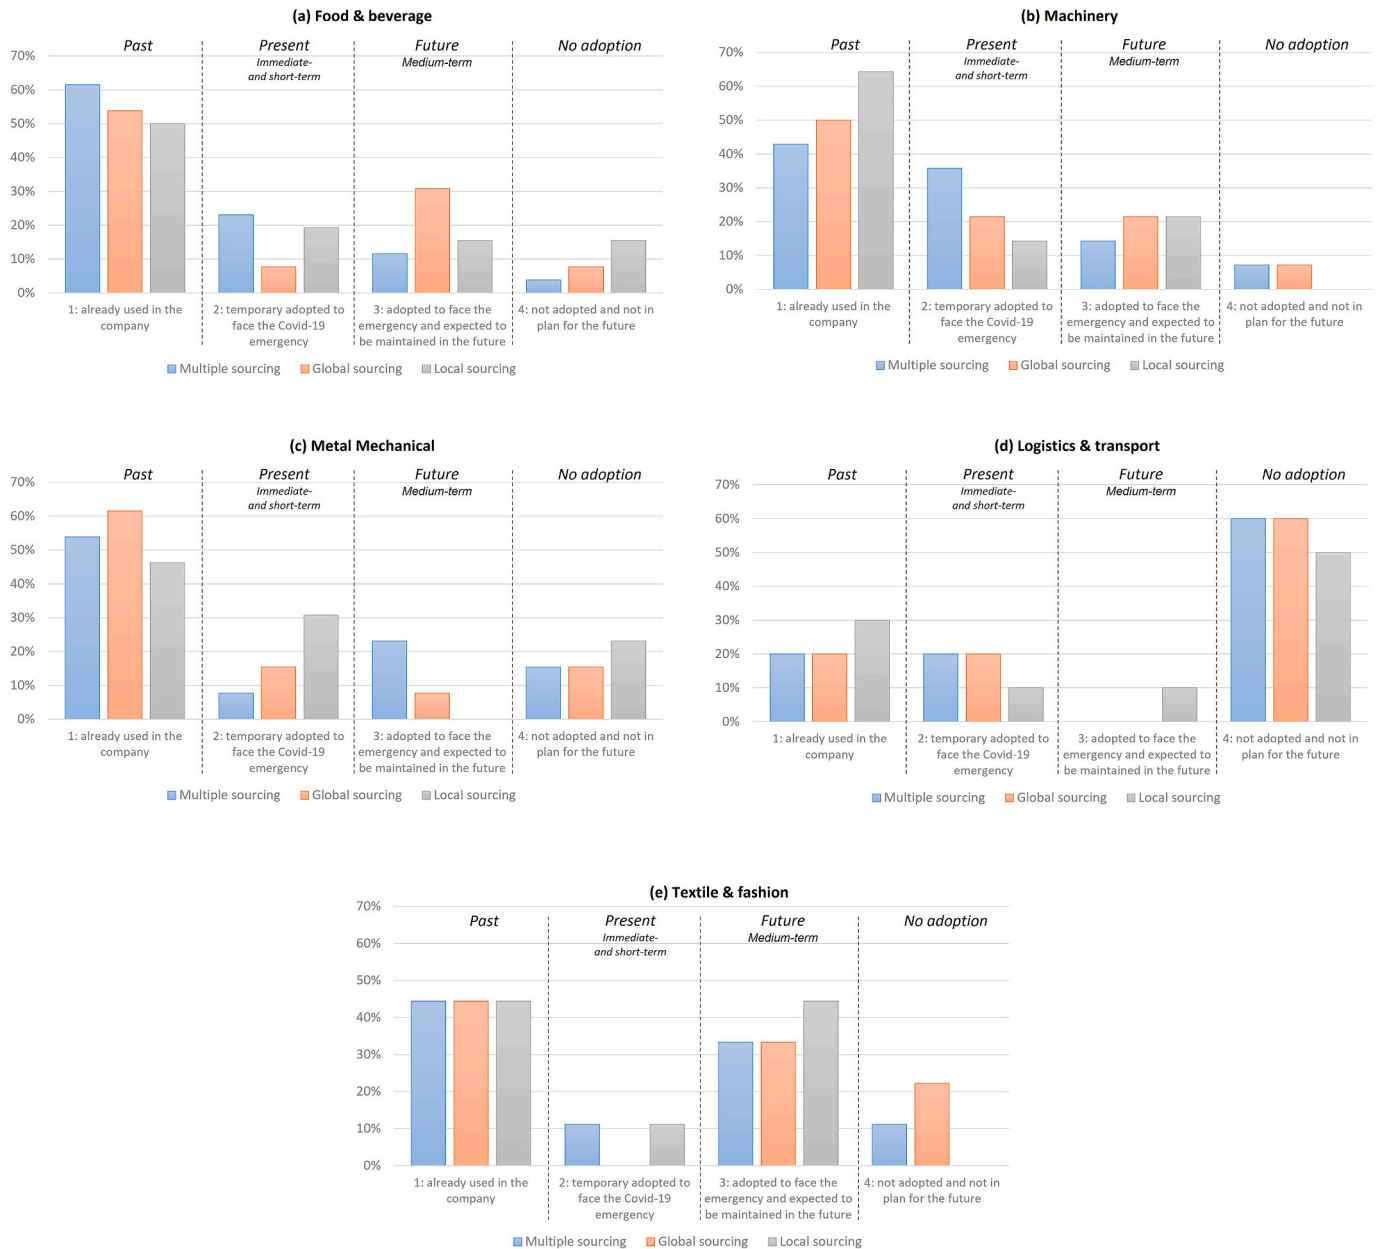 (a) Food & beverage
Past
Present
Immediate-
and short-term
Future
Medium-term
No adoption
70%
60%
50%
40%
30%
20%
10%
0%
1: already used in the
company
2: temporary adopted to
face the Covid-19
emergency
3: adopted to face the
emergency and expected to
be maintained in the future
4: not adopted and not in
plan for the future
Multiple sourcing
Global sourcing
Local sourcing
(b) Machinery
Past
Present
Immediate-
and short-term
Future
Medium-term
No adoption
70%
60%
50%
40%
30%
20%
10%
0%
1: already used in the
company
2: temporary adopted to
face the Covid-19
emergency
3: adopted to face the
emergency and expected to
be maintained in the future
4: not adopted and not in
plan for the future
Multiple sourcing
Global sourcing
Local sourcing
(c) Metal Mechanical
Past
Present
Immediate-
and short-term
Future
Medium-term
No adoption
70%
60%
50%
40%
30%
20%
10%
0%
1: already used in the
company
2: temporary adopted to
face the Covid-19
emergency
3: adopted to face the
emergency and expected to
be maintained in the future
4: not adopted and not in
plan for the future
Multiple sourcing
Global sourcing
Local sourcing
(d) Logistics & transport
Past
Present
Immediate-
and short-term
Future
Medium-term
No adoption
70%
60%
50%
40%
30%
20%
10%
0%
1: already used in the
company
2: temporary adopted to
face the Covid-19
emergency
3: adopted to face the
emergency and expected to
be maintained in the future
4: not adopted and not in
plan for the future
Multiple sourcing
Global sourcing
Local sourcing
(e) Textile & fashion
Past
Present
Immediate-
and short-term
Future
Medium-term
No adoption
70%
60%
50%
40%
30%
20%
10%
0%
1: already used in the
company
2: temporary adopted to
face the Covid-19
emergency
3: adopted to face the
emergency and expected to
be maintained in the future
4: not adopted and not in
plan for the future
Multiple sourcing
Global sourcing
Local sourcing